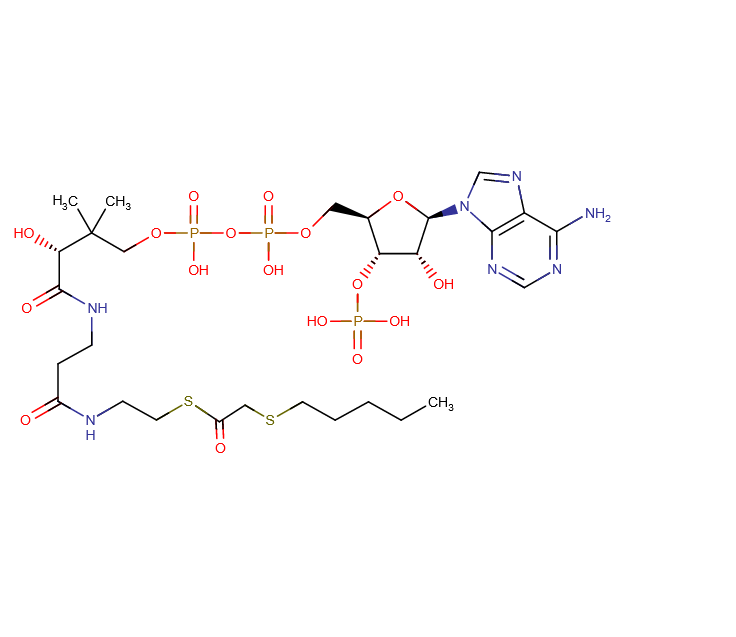 O O O N
H3C CH3 N NH2
HO O P O P O
OH OH N N
O NH O OH
HO P OH
O
O N H S S CH3
O